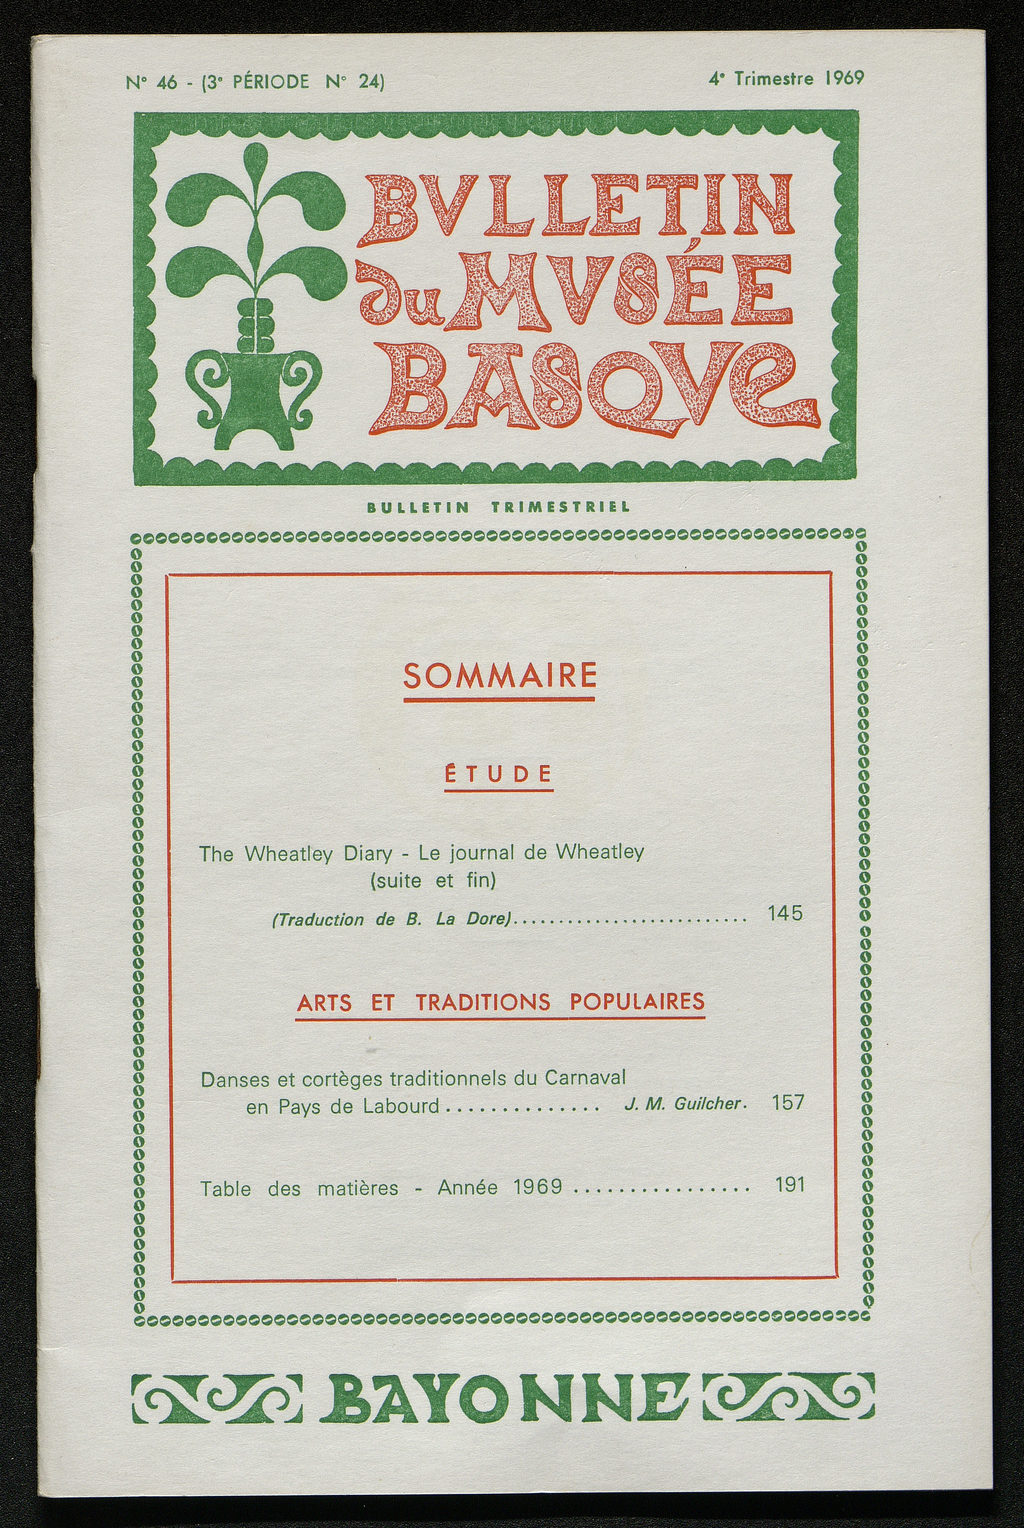 N° 46 - (3e PÉRIODE N° 24)
4e Trimestre 1969
BVLLETIN
du MVSÉE
BASQVE
BULLETIN TRIMESTRIEL
SOMMAIRE
ÉTUDE
The Wheatley Diary - Le journal de Wheatley
(suite et fin)
(Traduction de B. La Dore).......................... 145
ARTS ET TRADITIONS POPULAIRES
Danses et cortèges traditionnels du Carnaval
en Pays de Labourd .............. J. M. Guilcher. 157
Table des matières - Année 1969 ................ 191
BAYONNE